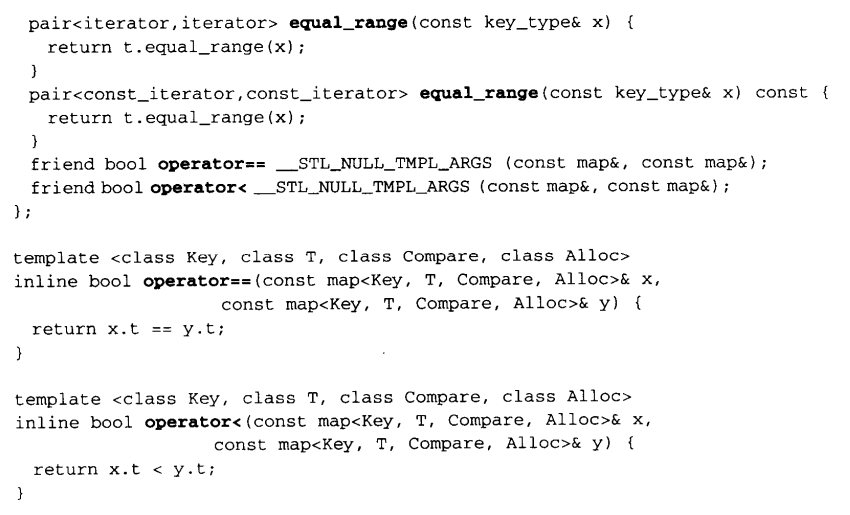 pair<iterator,iterator> equal_range(const key_type& x) {
return t.equal_range(x);
}
pair<const_iterator,const_iterator> equal_range(const key_type& x) const {
return t.equal_range(x);
}
friend bool operator== __STL_NULL_TMPL_ARGS (const map&, const map&);
friend bool operator< __STL_NULL_TMPL_ARGS (const map&, const map&);
};
template <class Key, class T, class Compare, class Alloc>
inline bool operator==(const map<Key, T, Compare, Alloc>& x,
const map<Key, T, Compare, Alloc>& y) {
return x.t == y.t;
}
template <class Key, class T, class Compare, class Alloc>
inline bool operator<(const map<Key, T, Compare, Alloc>& x,
const map<Key, T, Compare, Alloc>& y) {
return x.t < y.t;
}